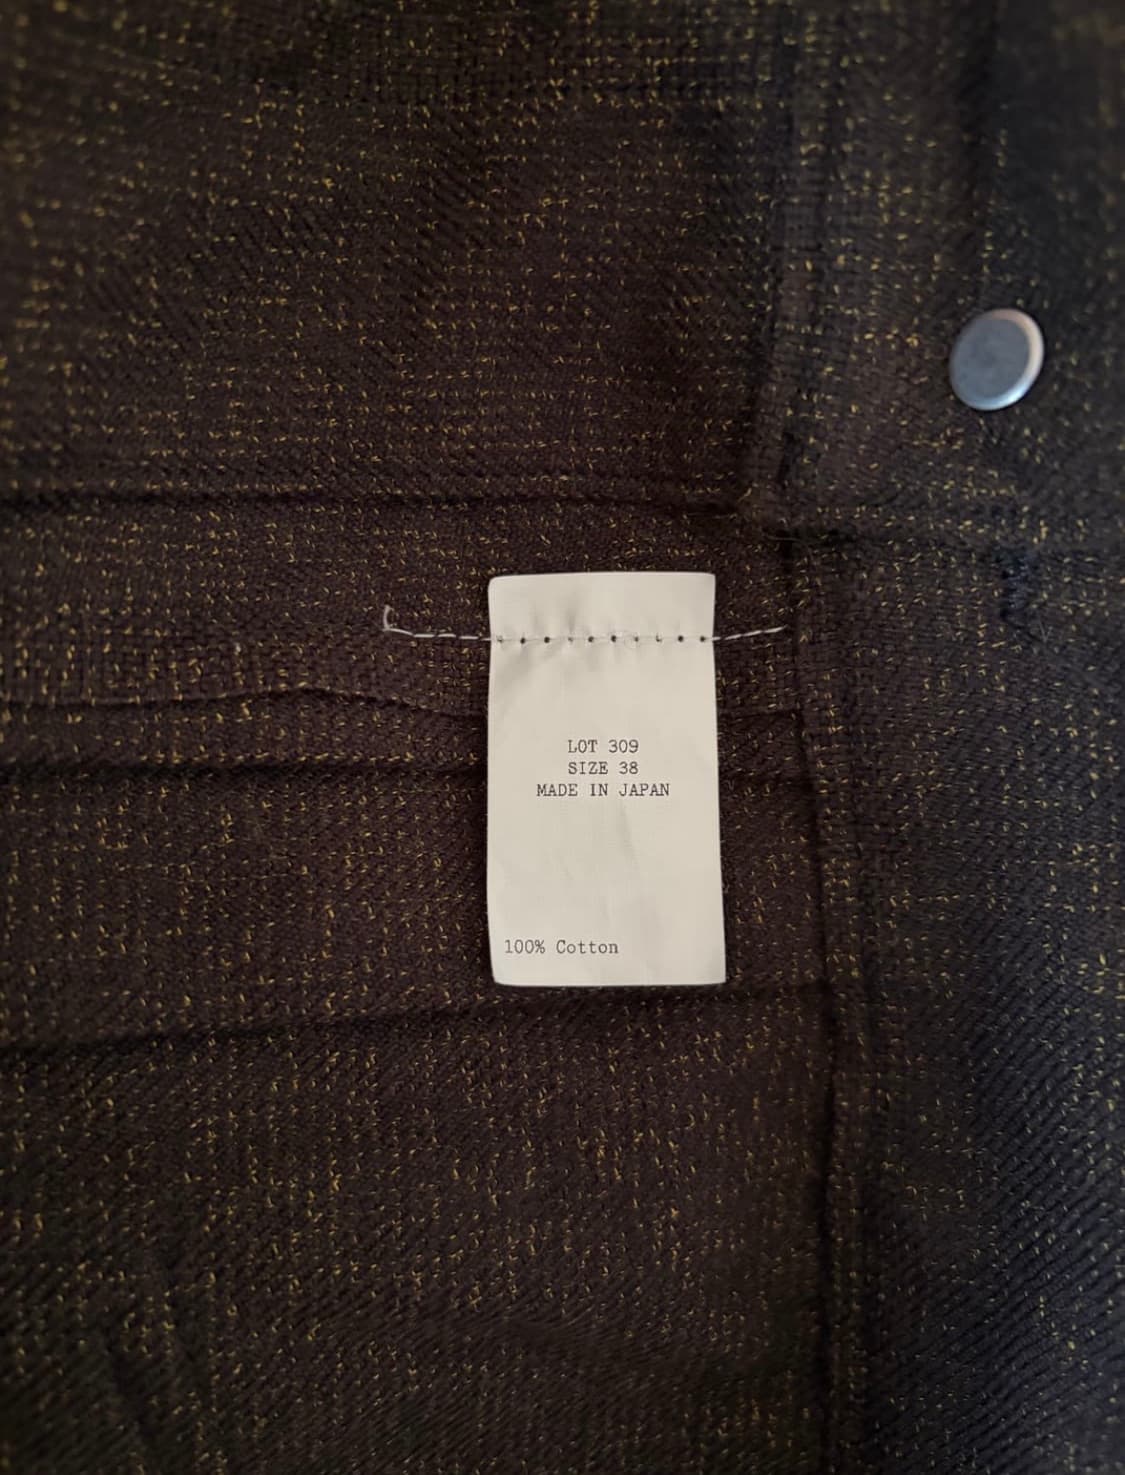 LOT 309
SIZE 38
MADE IN JAPAN
100% Cotton